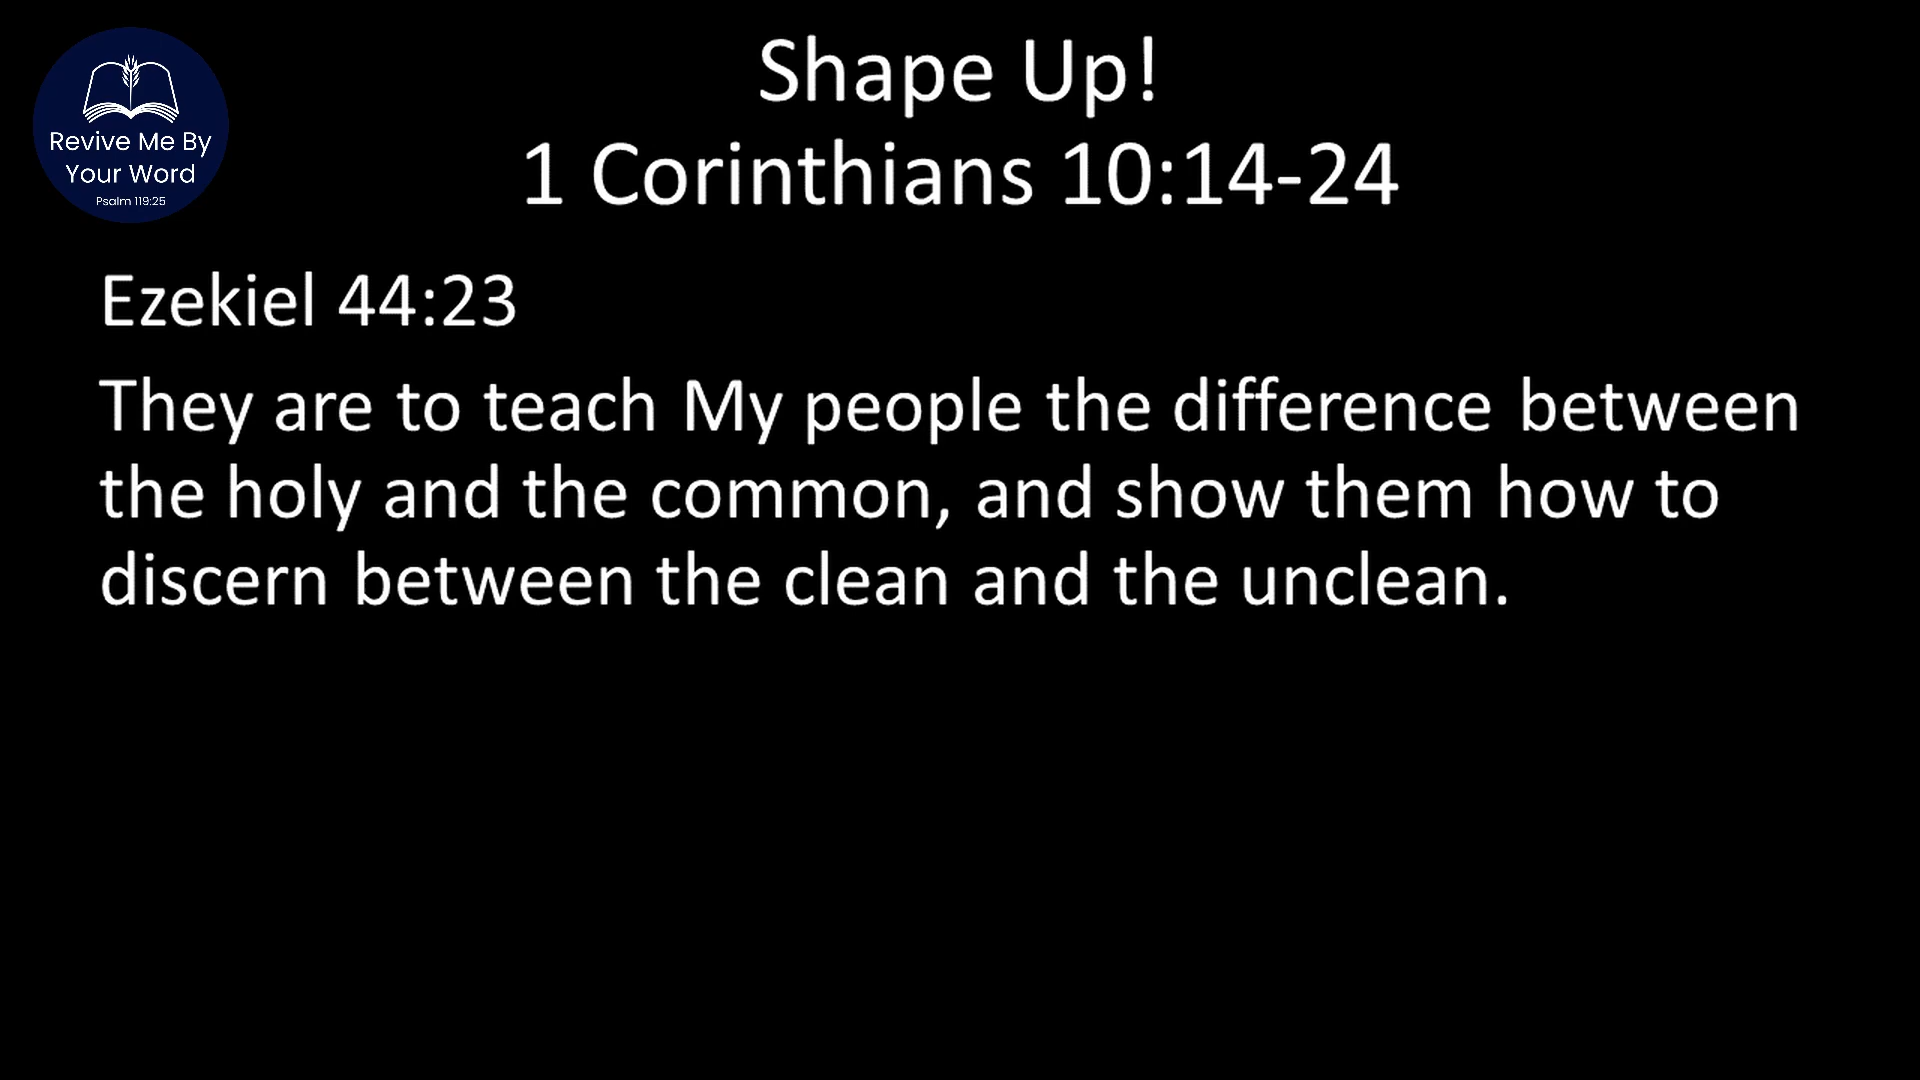 Revive Me By
Your Word
Psalm 119:25
Shape Up!
1 Corinthians 10:14-24
Ezekiel 44:23
They are to teach My people the difference between
the holy and the common, and show them how to
discern between the clean and the unclean.